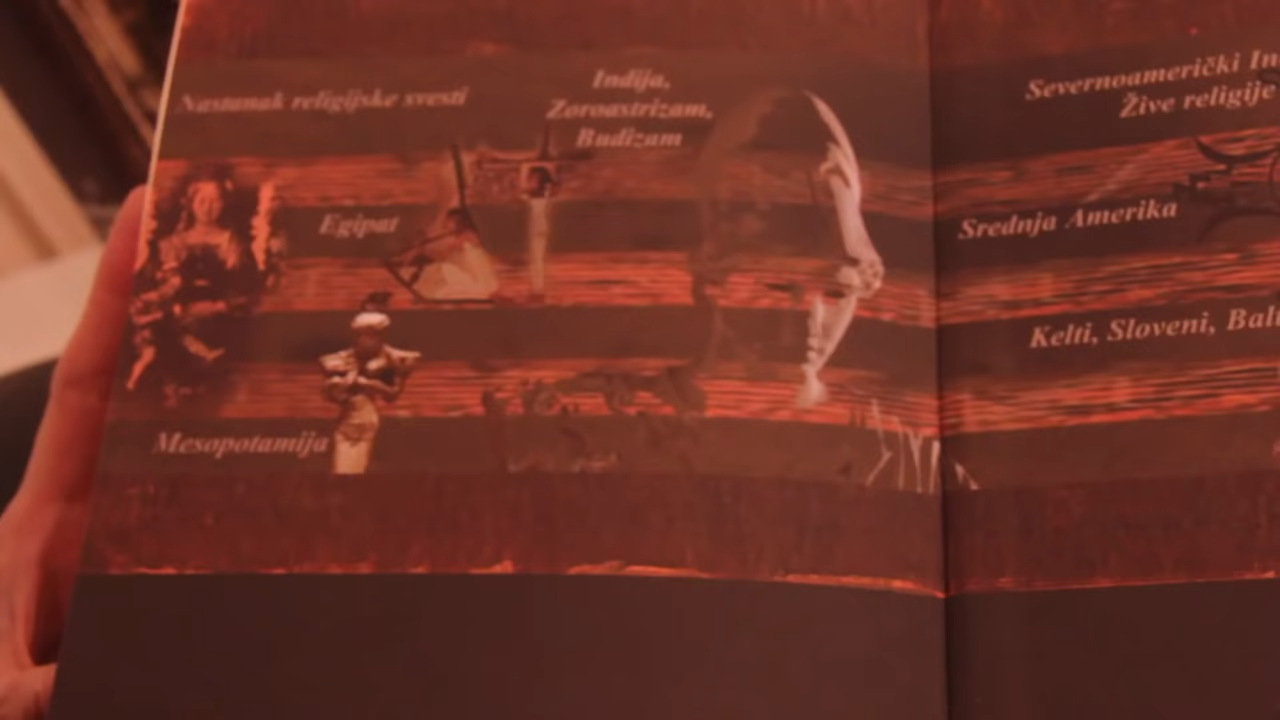 Nastanak religijske svesti
Indija,
Zoroastrizam,
Budizam
Egipat
Mesopotamija
Severnoamerički In
Žive religije
Srednja Amerika
Kelti, Sloveni, Balt